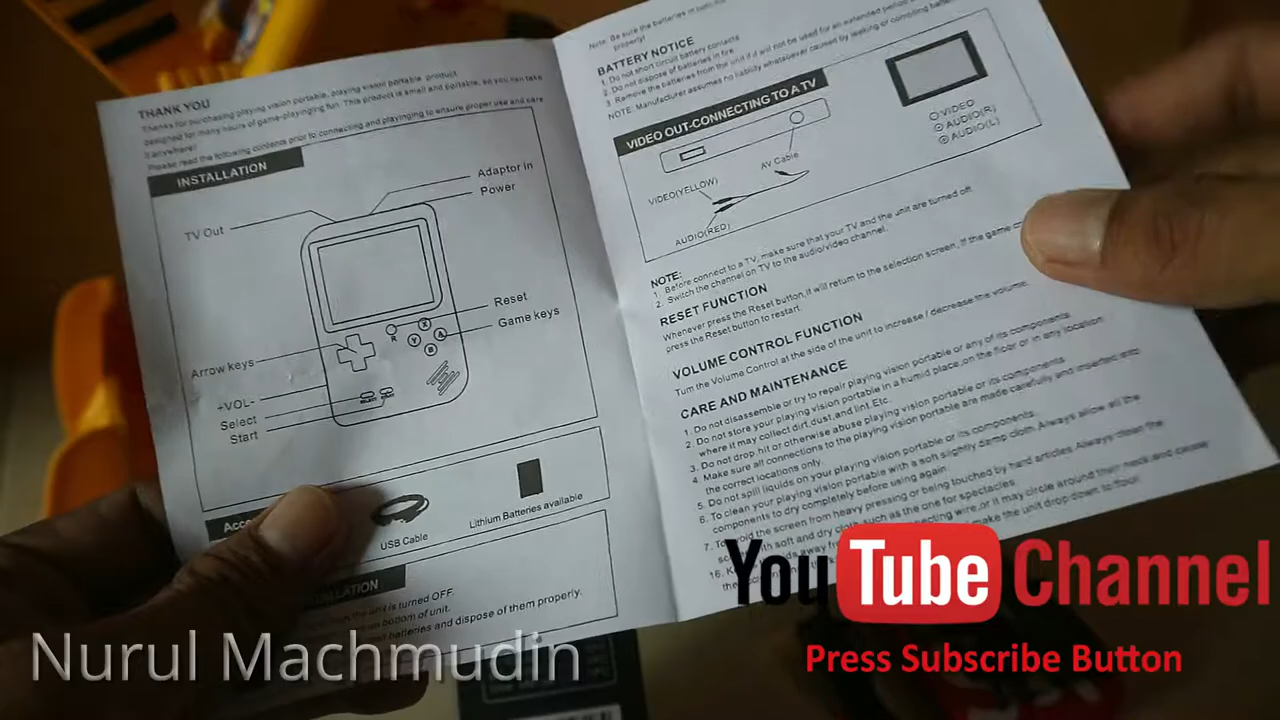 THANK YOU
Thanks for purchasing playying vision portable, playing vision portable product.
designed for many hours of game-playinging fun. This product is small and portable, so you can take
it anywhere!
Please read the following contents prior to connecting and playinging to ensure proper use and care
INSTALLATION
Adaptor in
Power
TV Out
Reset
Game keys
Arrow keys
+VOL-
Select
Start
R
X
Y
A
B
SELECT
USB Cable
Lithium Batteries available
the unit is turned OFF.
bottom of unit.
batteries and dispose of them properly.
Note: Be sure the batteries
properly!
BATTERY NOTICE
1. Do not short circuit battery contacts
2. Do not dispose of batteries in fire.
3. Remove the batteries from the unit if it will not be used for an extended period
NOTE: Manufacturer assumes no liability whatsoever caused by leaking or
VIDEO OUT-CONNECTING TO A TV
AV Cable
VIDEO(YELLOW)
AUDIO(RED)
VIDEO
AUDIO(R)
AUDIO(L)
NOTE:
1. Before connect to a TV, make sure that your TV and the unit are turned off.
2. Switch the channel on TV to the audio/video channel.
RESET FUNCTION
Whenever press the Reset button, it will return to the selection screen, If the game
press the Reset button to restart.
VOLUME CONTROL FUNCTION
Turn the Volume Control at the side of the unit to increase / decrease the volume.
CARE AND MAINTENANCE
1. Do not disassemble or try to repair playing vision portable or any of its components.
2. Do not store your playing vision portable in a humid place,on the floor or in any location
where it may collect dirt,dust,and lint. Etc.
3. Do not drop, hit or otherwise abuse playing vision portable or its components.
4. Make sure all connections to the playing vision portable are made carefully and inserted into
the correct locations only.
5. Do not spill liquids on your playing vision portable or its components.
6. To clean your playing vision portable with a soft slightly damp cloth. Always allow all the
components to dry completely before using again.
7. To avoid the screen from heavy pressing or being touched by hard articles. Always clean the
with soft and dry cloth, such as the one for spectacles.
16.
connecting wire,or it may circle around their neck and cause
make the unit drop down to floor.
YouTube Channel
Press Subscribe Button
Nurul Machmudin